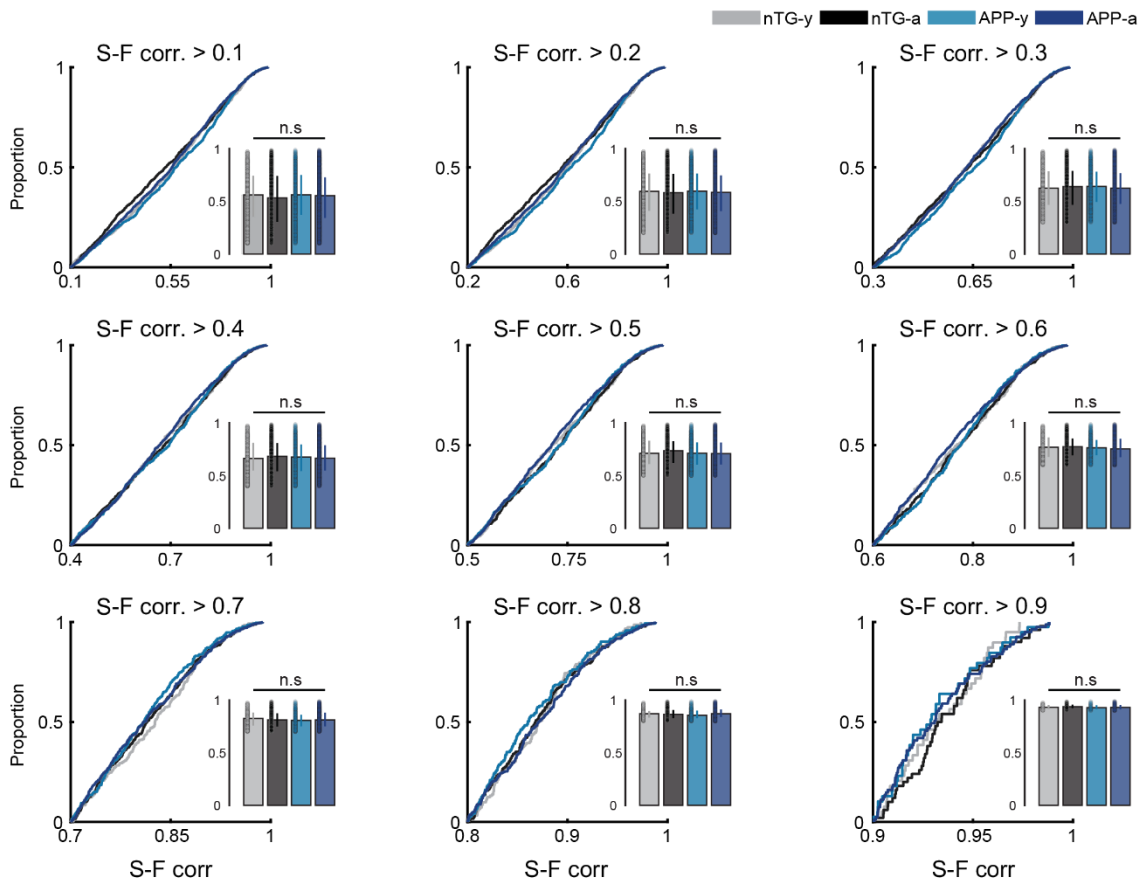 nTG-y nTG-a APP-y APP-a
S-F corr. > 0.1 S-F corr. > 0.2 S-F corr. > 0.3
1 1 1
n.s n.s n.s
1 1 1
Proportion 0.5 0.5 0.5
0.5 0.5 0.5
0 0 0
0 0 0
0.1 0.55 1 0.2 0.6 1 0.3 0.65 1
S-F corr. > 0.4 S-F corr. > 0.5 S-F corr. > 0.6
1 1 1
n.s n.s n.s
1 1 1
0.5 0.5 0.5
0.5 0.5 0.5
0 0 0
0 0 0
0.4 0.7 1 0.5 0.75 1 0.6 0.8 1
S-F corr. > 0.7 S-F corr. > 0.8 S-F corr. > 0.9
1 1 1
n.s n.s n.s
1 1 1
Proportion 0.5 0.5 0.5
0.5 0.5 0.5
0 0 0
0 0 0
0.7 0.85 1 0.8 0.9 1 0.9 0.95 1
S-F corr S-F corr S-F corr